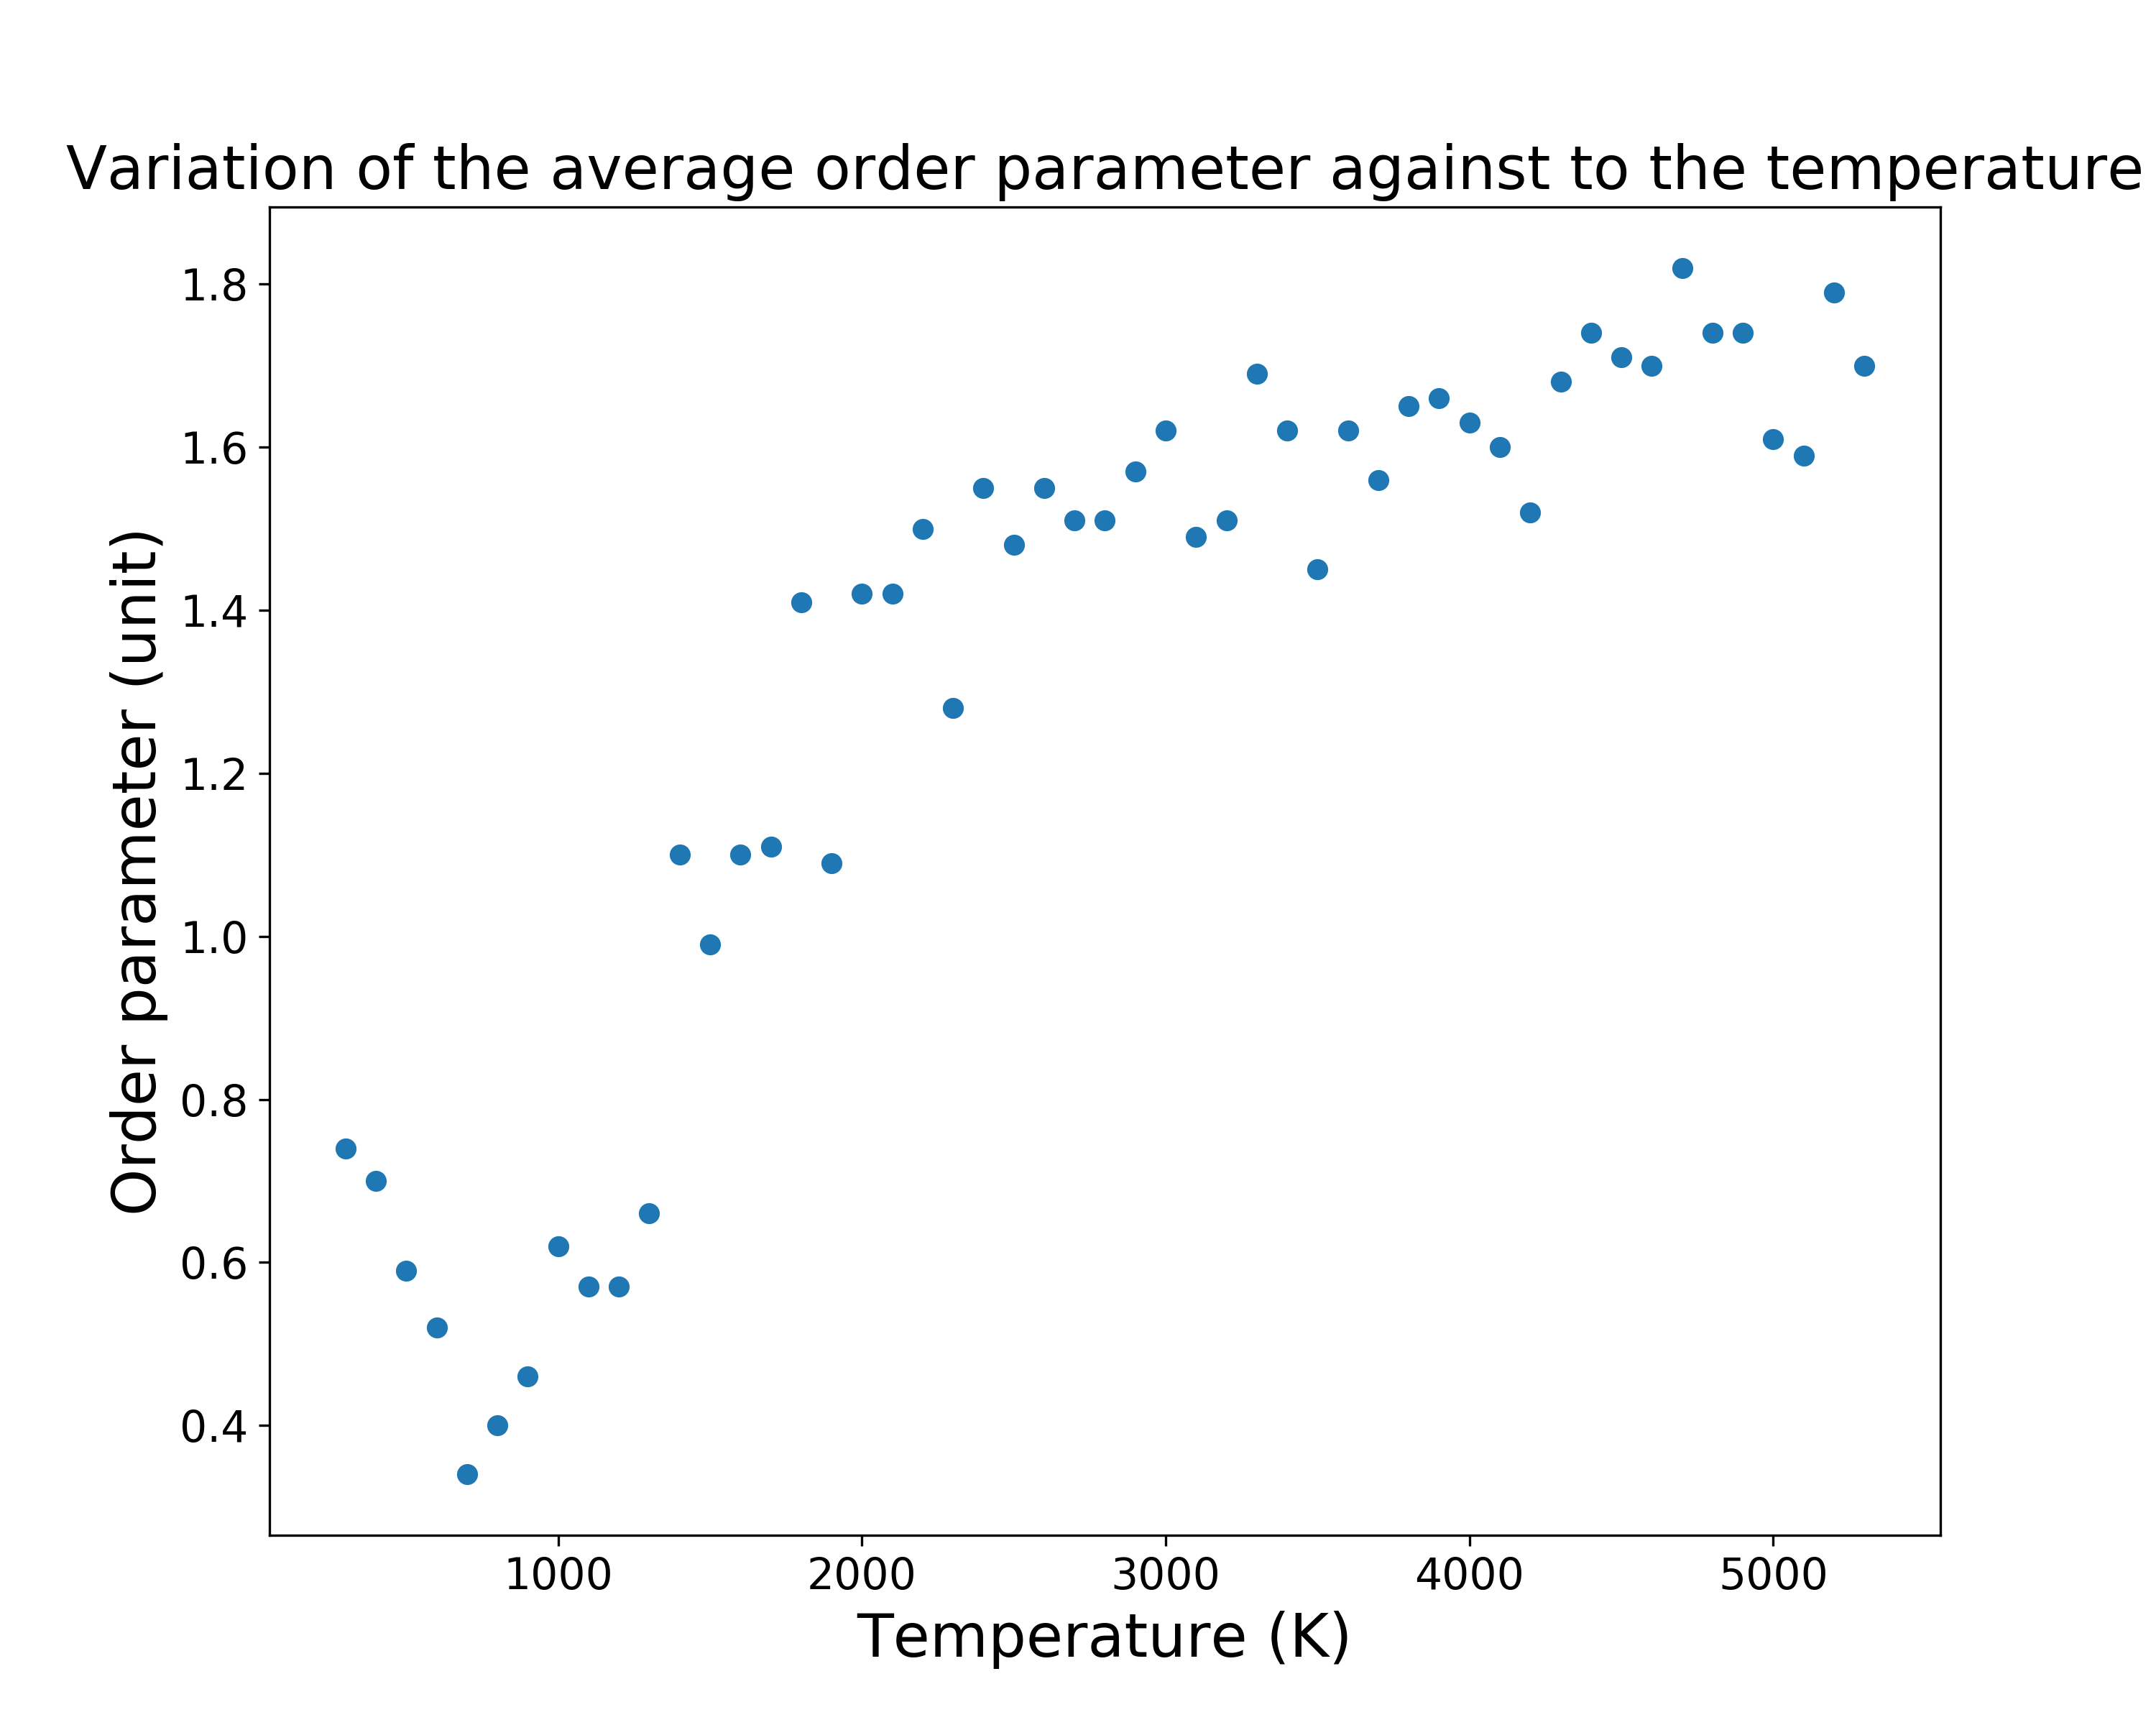 Variation of the average order parameter against to the temperature
Order parameter (unit)
1.8
1.6
1.4
1.2
1.0
0.8
0.6
0.4
1000 2000 3000 4000 5000
Temperature (K)